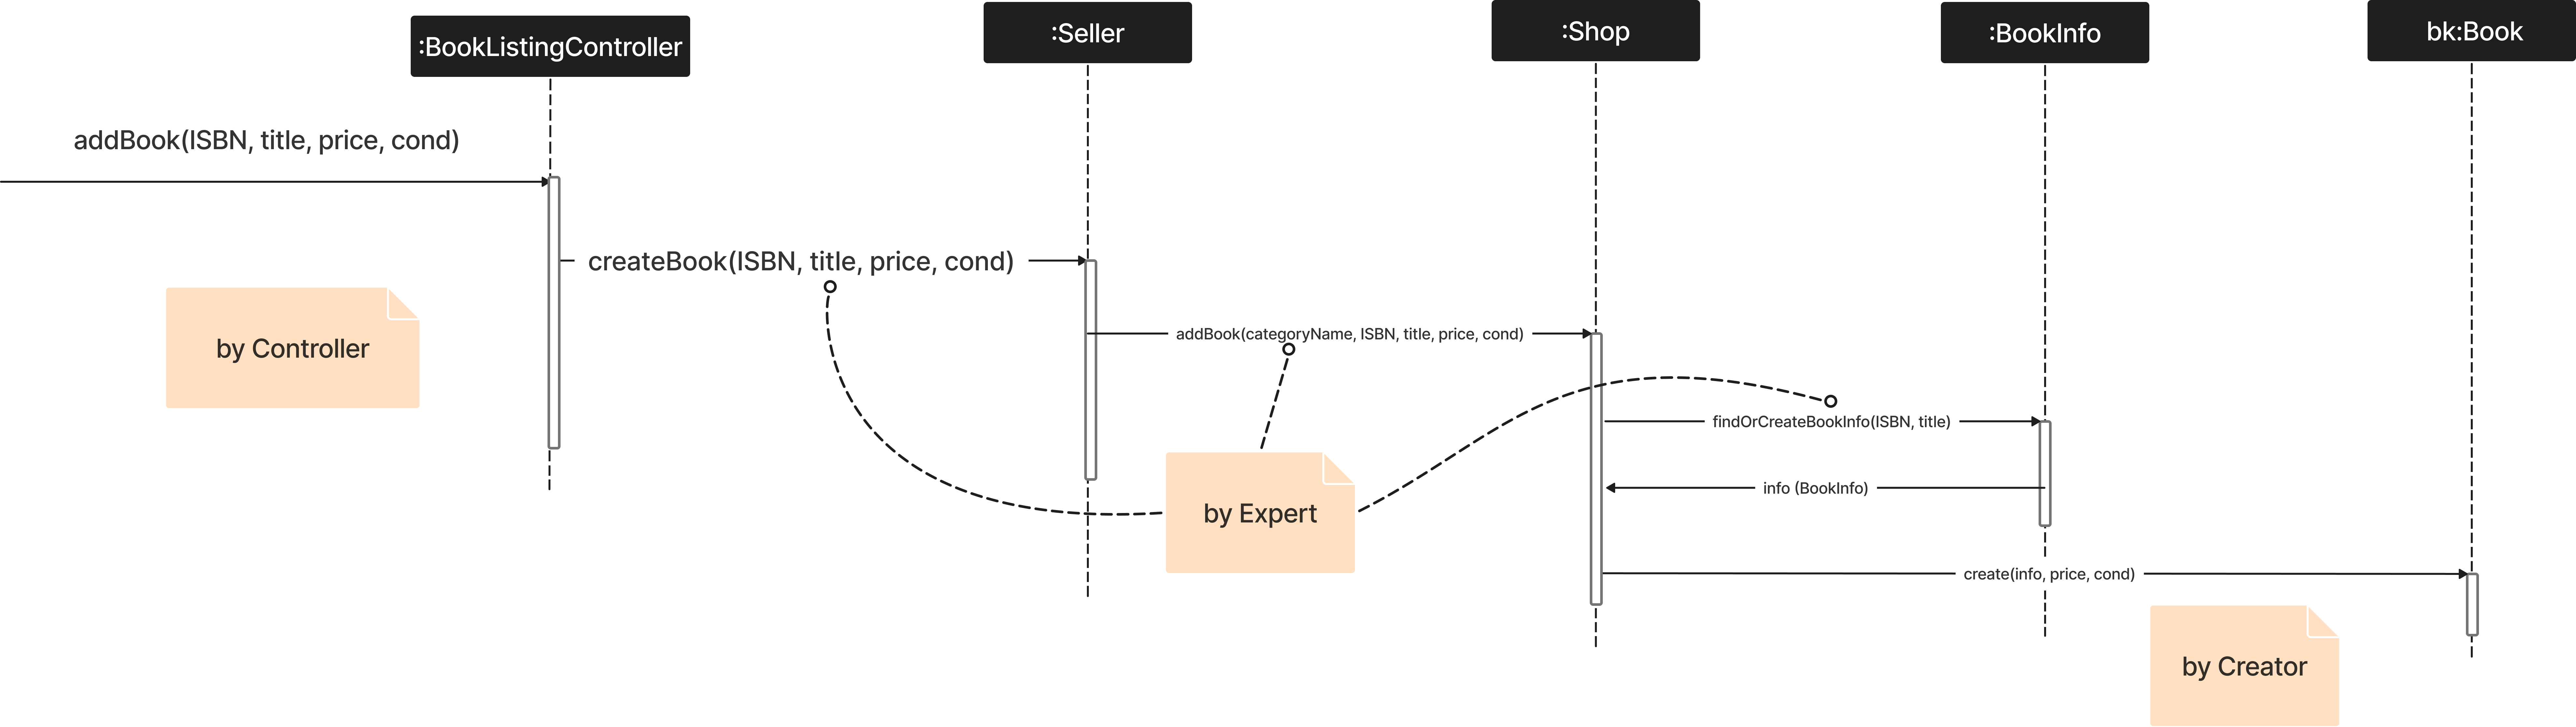 :BookListingController
:Seller
:Shop
:BookInfo
bk:Book
addBook(ISBN, title, price, cond)
createBook(ISBN, title, price, cond)
by Controller
addBook(categoryName, ISBN, title, price, cond)
findOrCreateBookInfo(ISBN, title)
info (BookInfo)
by Expert
create(info, price, cond)
by Creator